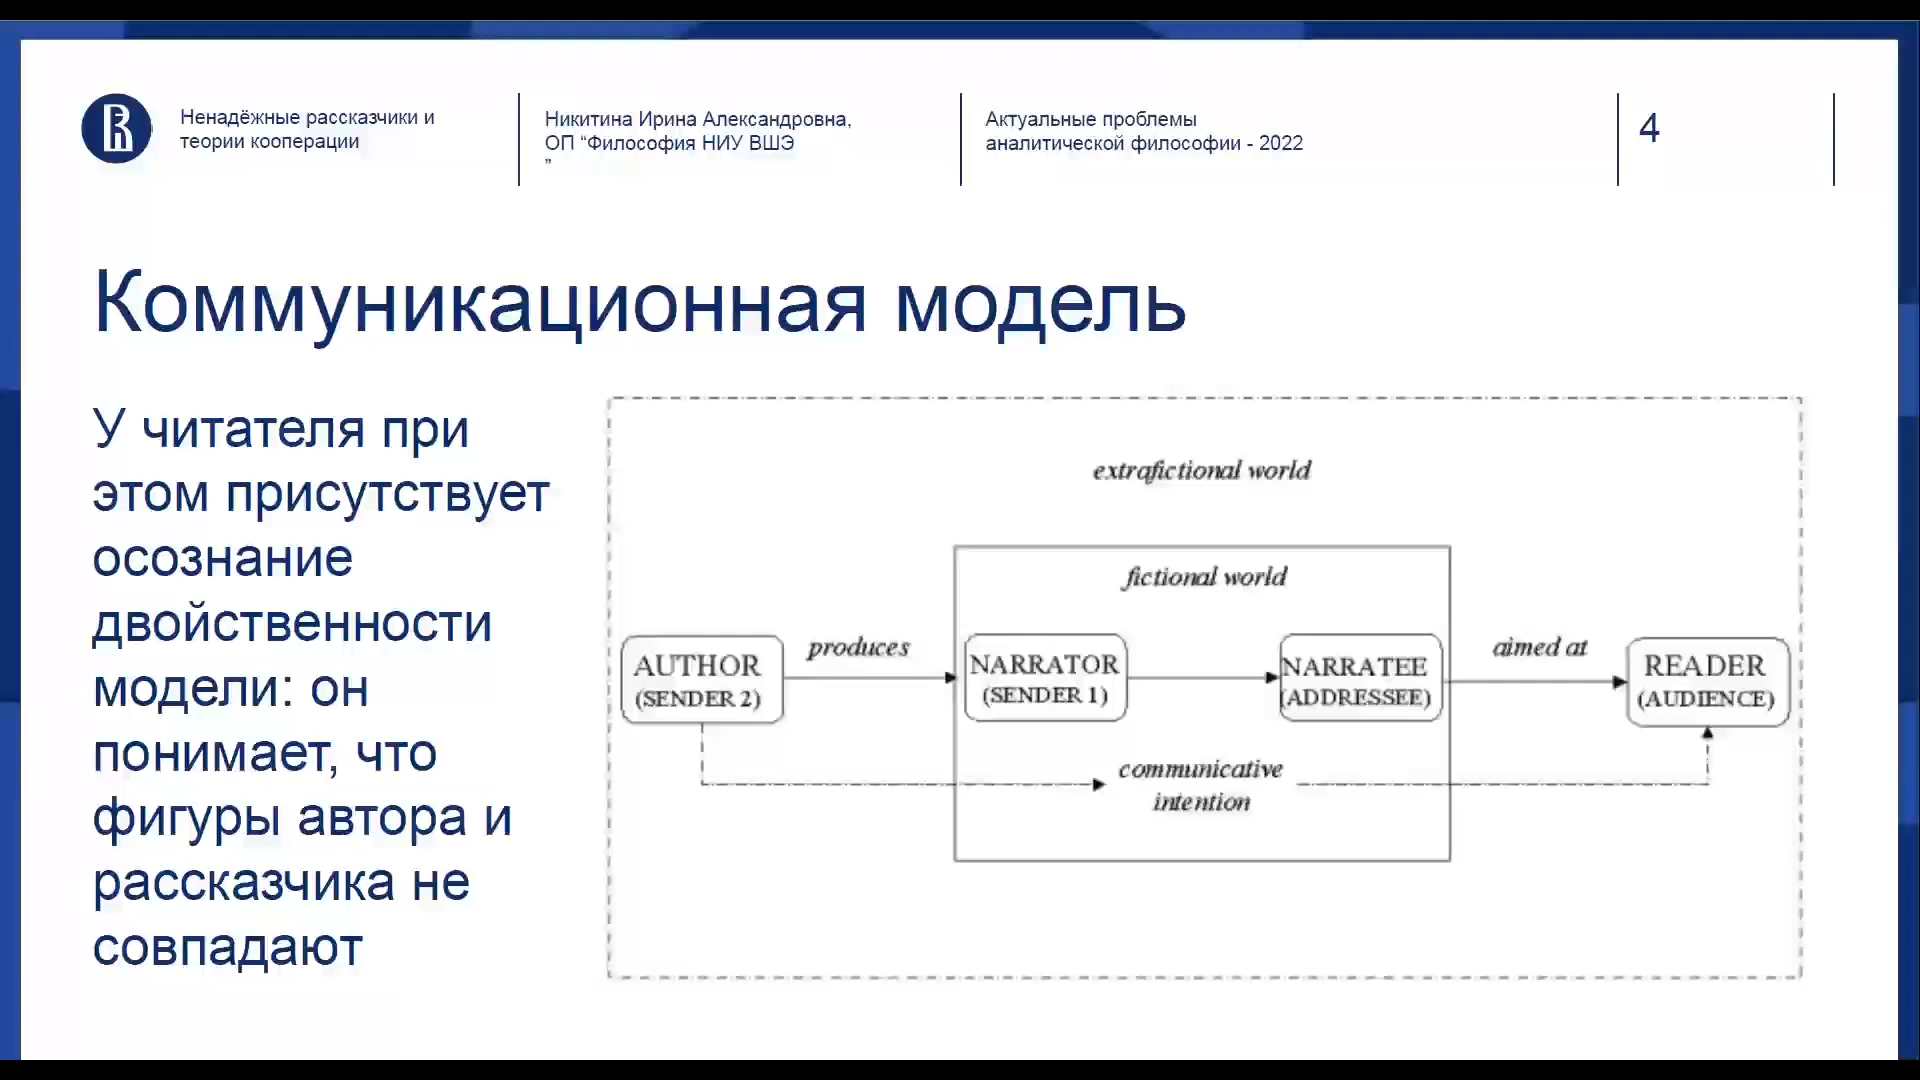 Ненадёжные рассказчики и
теории кооперации
Никитина Ирина Александровна,
ОП “Философия НИУ ВШЭ
”
Актуальные проблемы
аналитической философии - 2022
4
Коммуникационная модель
У читателя при
этом присутствует
осознание
двойственности
модели: он
понимает, что
фигуры автора и
рассказчика не
совпадают
extrafictional world
fictional world
AUTHOR
(SENDER 2)
produces
NARRATOR
(SENDER 1)
NARRATEE
(ADDRESSEE)
aimed at
READER
(AUDIENCE)
communicative
intention